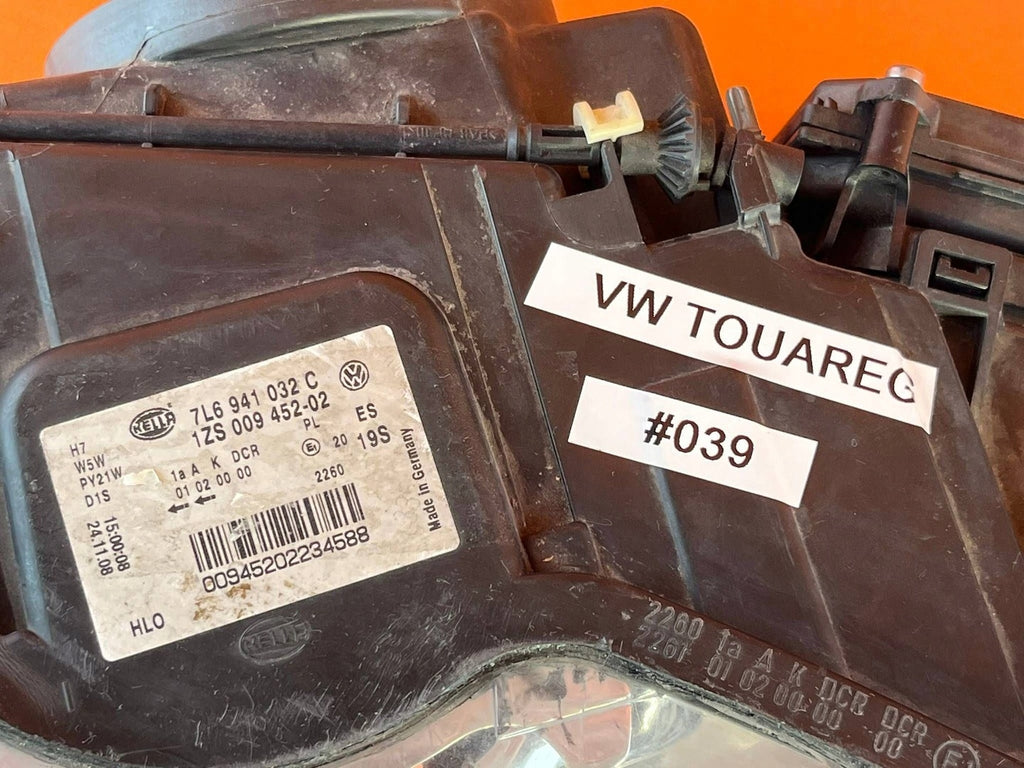 VW TOUAREG
#039
HELLA
7L6 941 032 C
1ZS 009 452-02
H7
W5W
PY21W
D1S
PL
ES
1a A K DCR
01 02 00 00
E1 20 19S
2260
15:00:08
24.11.08
Made in Germany
00945202234588
HLO
HELLA
2260 1a A K DCR DCR
2261 01 02 00 00 00
E1